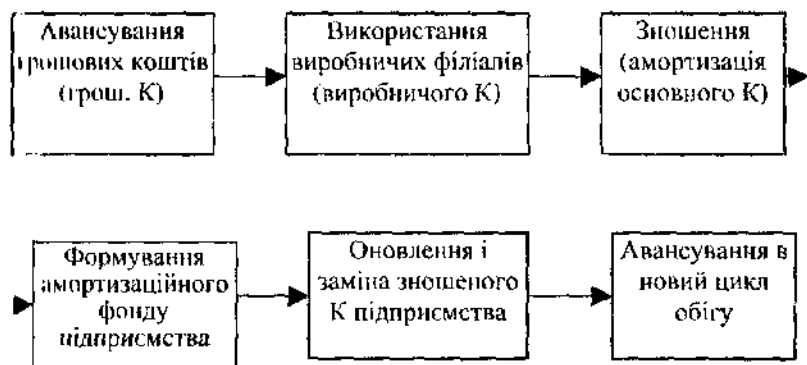 Авансування
грошових коштів
(грош. К)
Використання
виробничих філіалів
(виробничого К)
Зношення
(амортизація
основного К)
Формування
амортизаційного
фонду
підприємства
Оновлення і
заміна зношеного
К підприємства
Авансування в
новий цикл
обігу